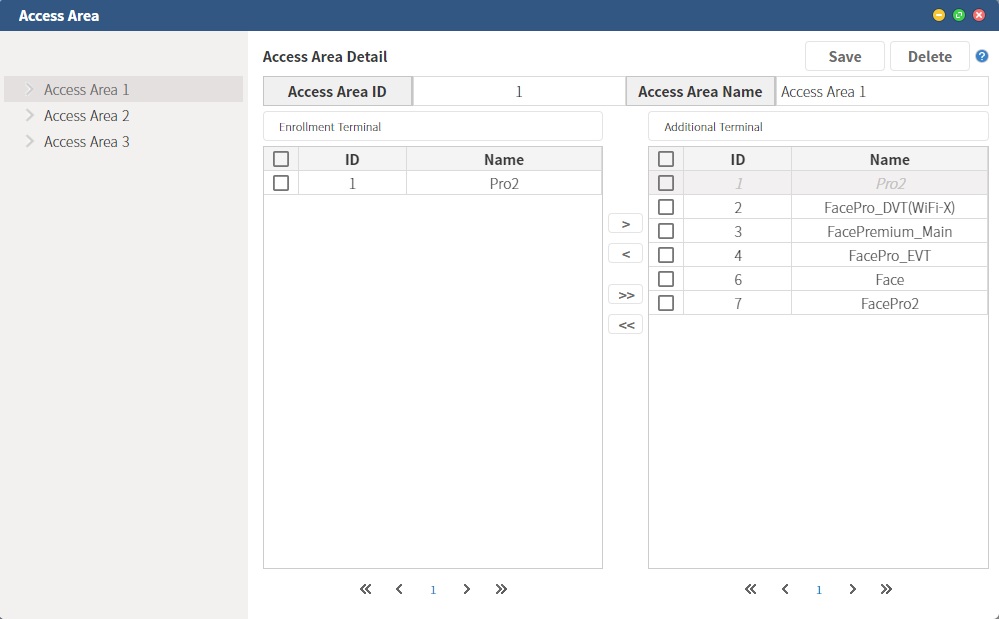 Access Area
Access Area 1
Access Area 2
Access Area 3
Access Area Detail
Save
Delete
?
Access Area ID
1
Access Area Name
Access Area 1
Enrollment Terminal
ID Name
1 Pro2
>
<
>>
<<
Additional Terminal
ID Name
1 Pro2
2 FacePro_DVT(WiFi-X)
3 FacePremium_Main
4 FacePro_EVT
6 Face
7 FacePro2
« < 1 > »
« < 1 > »